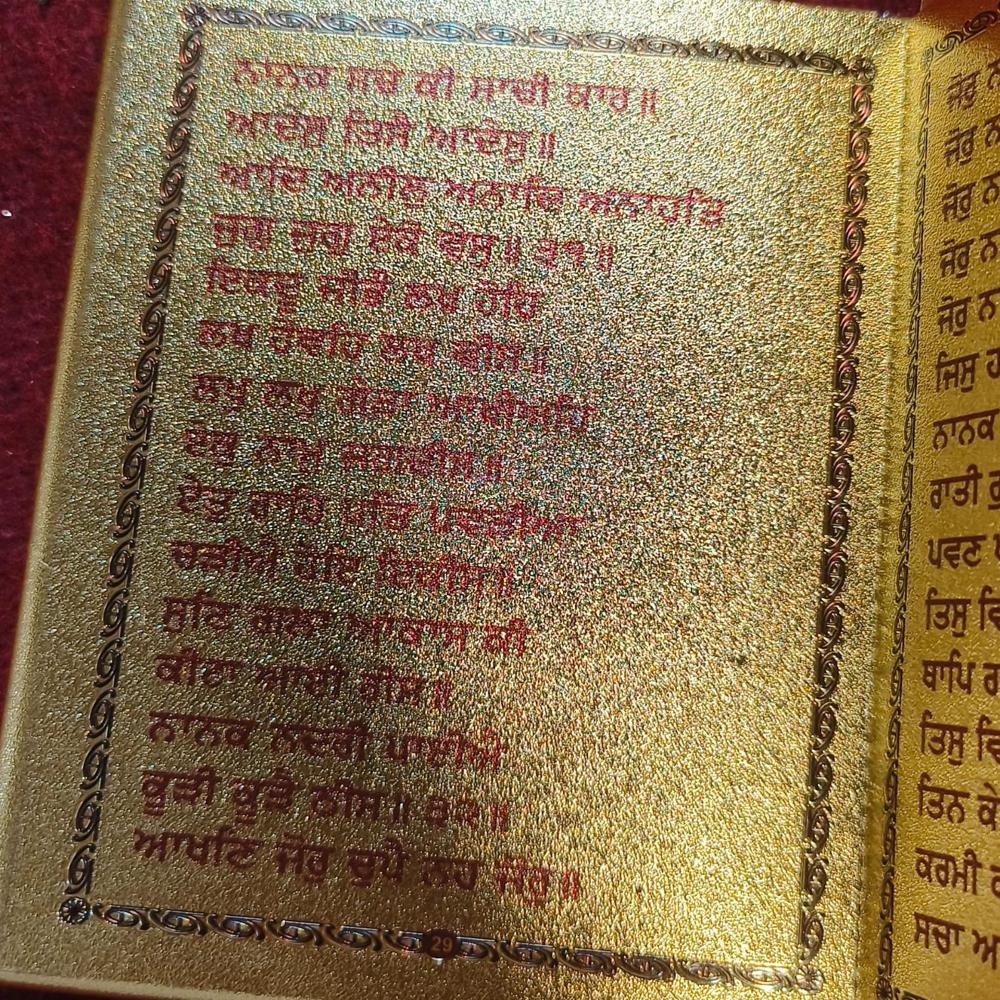 ਨਾਨਕ ਸਚੇ ਕੀ ਸਾਚੀ ਕਾਰ॥
ਆਦੇਸੁ ਤਿਸੈ ਆਦੇਸੁ॥
ਆਦਿ ਅਨੀਲੁ ਅਨਾਦਿ ਅਨਾਹਤਿ
ਜੁਗੁ ਜੁਗੁ ਏਕੋ ਵੇਸੁ॥ ੩੧॥
ਇਕਦੂ ਜੀਭੌ ਲਖ ਹੋਹਿ
ਲਖ ਹੋਵਹਿ ਲਖ ਵੀਸ॥
ਲਖੁ ਲਖੁ ਗੇੜਾ ਆਖੀਅਹਿ
ਏਕੁ ਨਾਮੁ ਜਗਦੀਸ॥
ਏਤੁ ਰਾਹਿ ਪਤਿ ਪਵੜੀਆ
ਚੜੀਐ ਹੋਇ ਇਕੀਸ॥
ਸੁਣਿ ਗਲਾ ਆਕਾਸ ਕੀ
ਕੀਟਾ ਆਈ ਰੀਸ॥
ਨਾਨਕ ਨਦਰੀ ਪਾਈਐ
ਕੂੜੀ ਕੂੜੈ ਠੀਸ॥ ੩੨॥
ਆਖਣਿ ਜੋਰੁ ਚੁਪੈ ਨਹ ਜੋਰੁ॥
29
ਜੋਰੁ
ਜੋਰੁ
ਜੋਰੁ
ਜੋਰੁ
ਜੋਰੁ
ਜਿਸੁ
ਨਾਨਕ
ਰਾਤੀ
ਪਵਣ
ਤਿਸੁ
ਥਾਪਿ
ਤਿਸੁ
ਤਿਨ ਕੇ
ਕਰਮੀ
ਸਚਾ